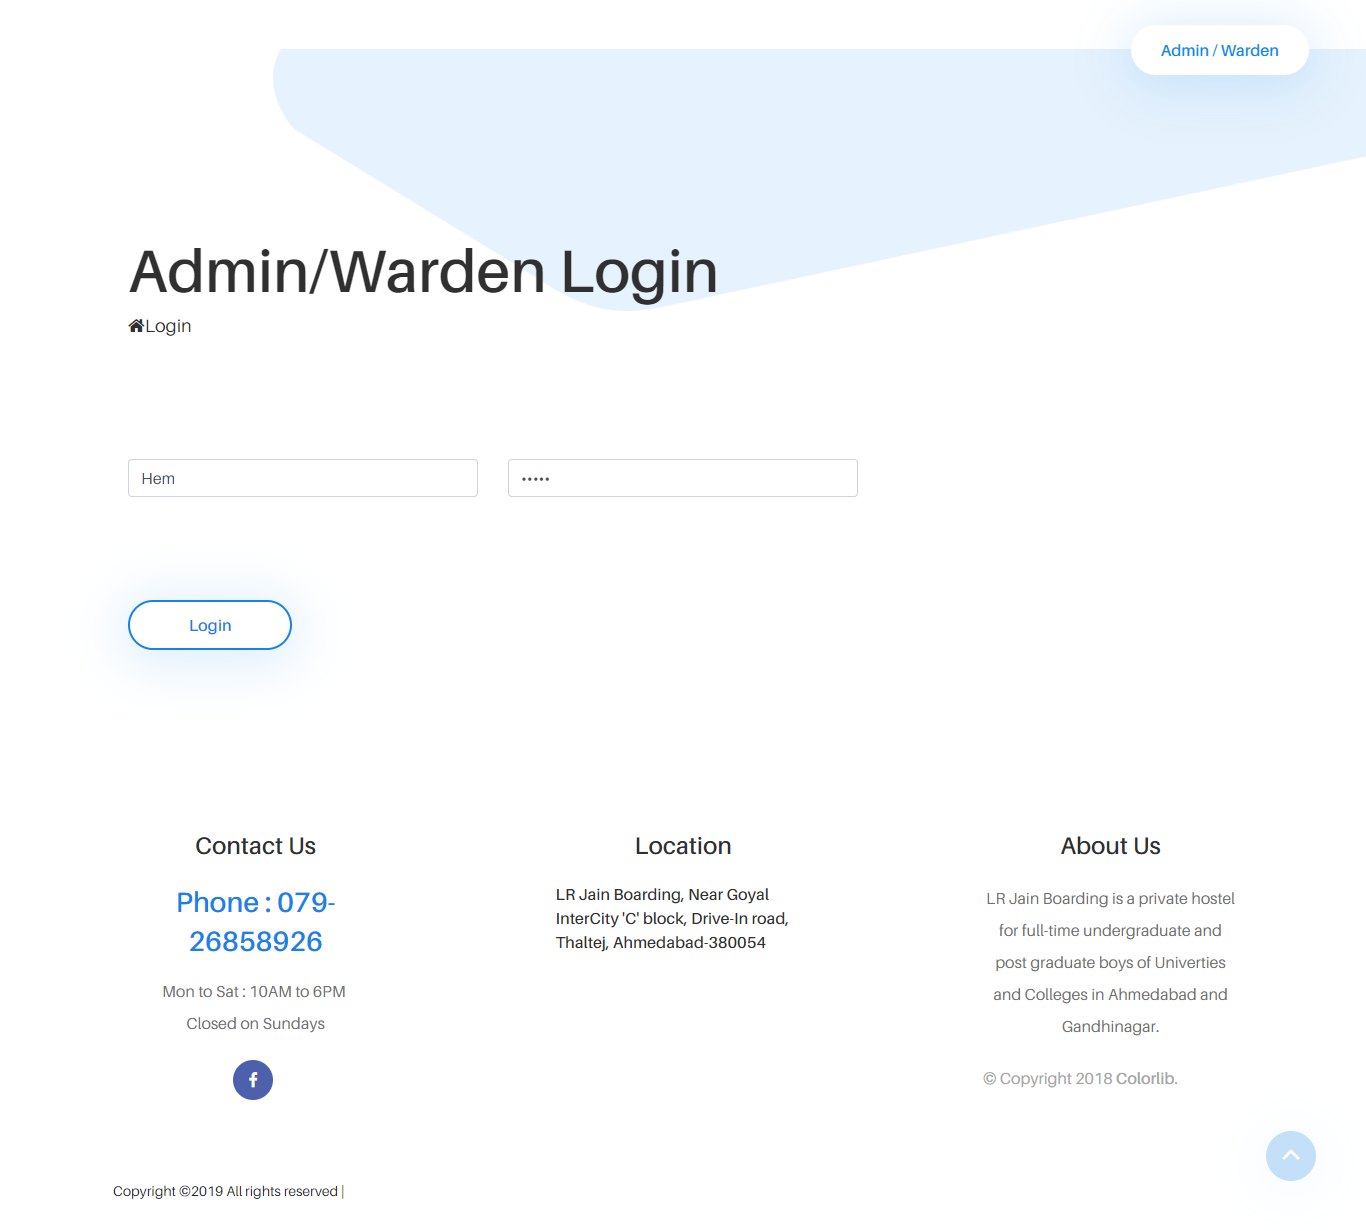 Admin / Warden
Admin/Warden Login
Login
Hem
•••••
Login
Contact Us
Phone : 079-
26858926
Mon to Sat : 10AM to 6PM
Closed on Sundays
Location
LR Jain Boarding, Near Goyal
InterCity 'C' block, Drive-In road,
Thaltej, Ahmedabad-380054
About Us
LR Jain Boarding is a private hostel
for full-time undergraduate and
post graduate boys of Univerties
and Colleges in Ahmedabad and
Gandhinagar.
© Copyright 2018 Colorlib.
Copyright ©2019 All rights reserved |